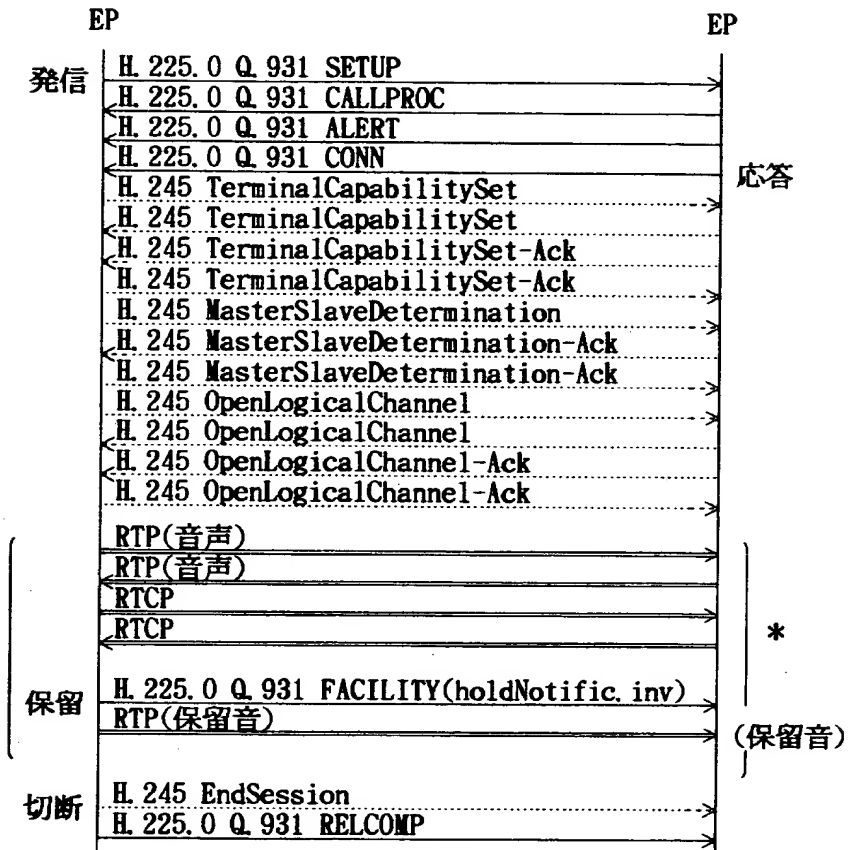 EP
EP
発信
H.225.0 Q.931 SETUP
H.225.0 Q.931 CALLPROC
H.225.0 Q.931 ALERT
H.225.0 Q.931 CONN
応答
H.245 TerminalCapabilitySet
H.245 TerminalCapabilitySet
H.245 TerminalCapabilitySet-Ack
H.245 TerminalCapabilitySet-Ack
H.245 MasterSlaveDetermination
H.245 MasterSlaveDetermination-Ack
H.245 MasterSlaveDetermination-Ack
H.245 OpenLogicalChannel
H.245 OpenLogicalChannel
H.245 OpenLogicalChannel-Ack
H.245 OpenLogicalChannel-Ack
RTP(音声)
RTP(音声)
RTCP
RTCP
*
保留
H.225.0 Q.931 FACILITY(holdNotific.inv)
RTP(保留音)
(保留音)
切断
H.245 EndSession
H.225.0 Q.931 RELCOMP